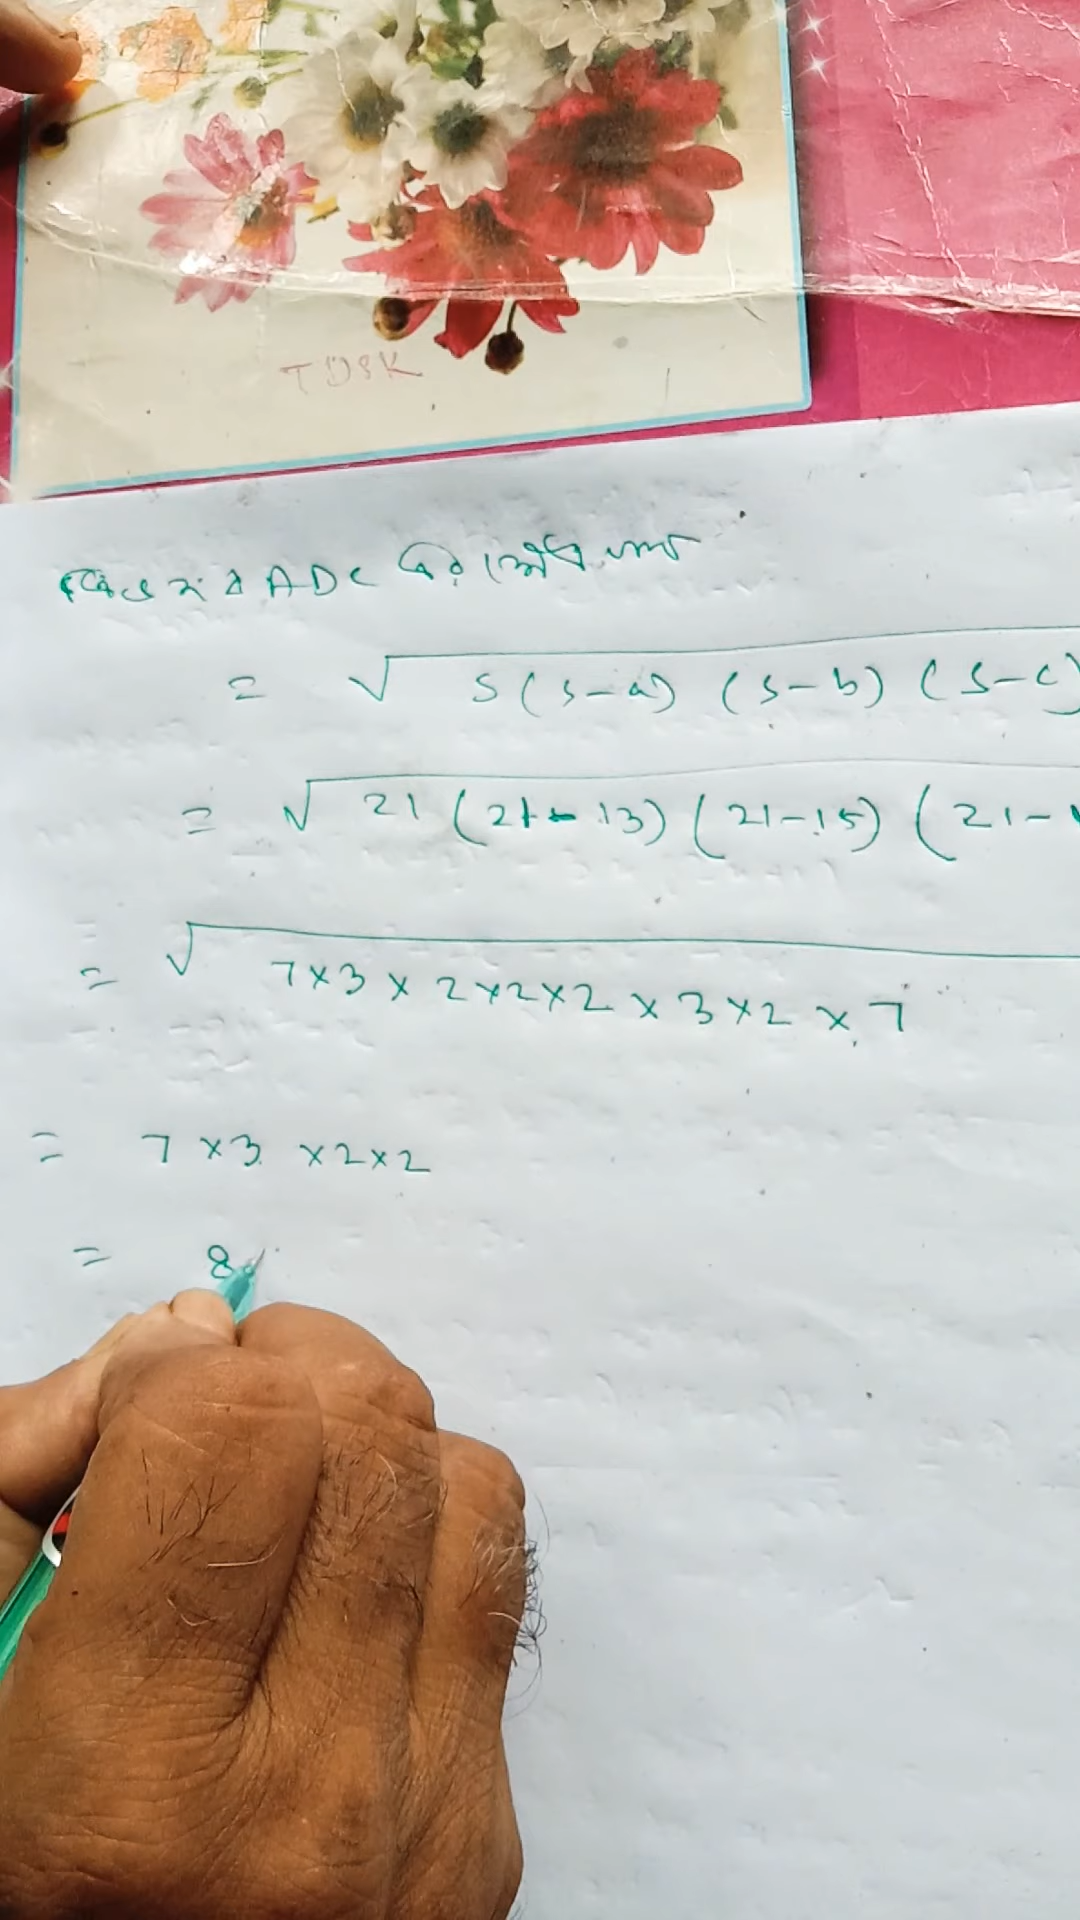 TDSK
ADC
= √ S(s-a) (s-b) (s-c)
= √ 21 (21-13) (21-15) (21-
= √ 7×3 × 2×2×2 × 3×2 × 7
= 7 ×3 ×2×2
= 8